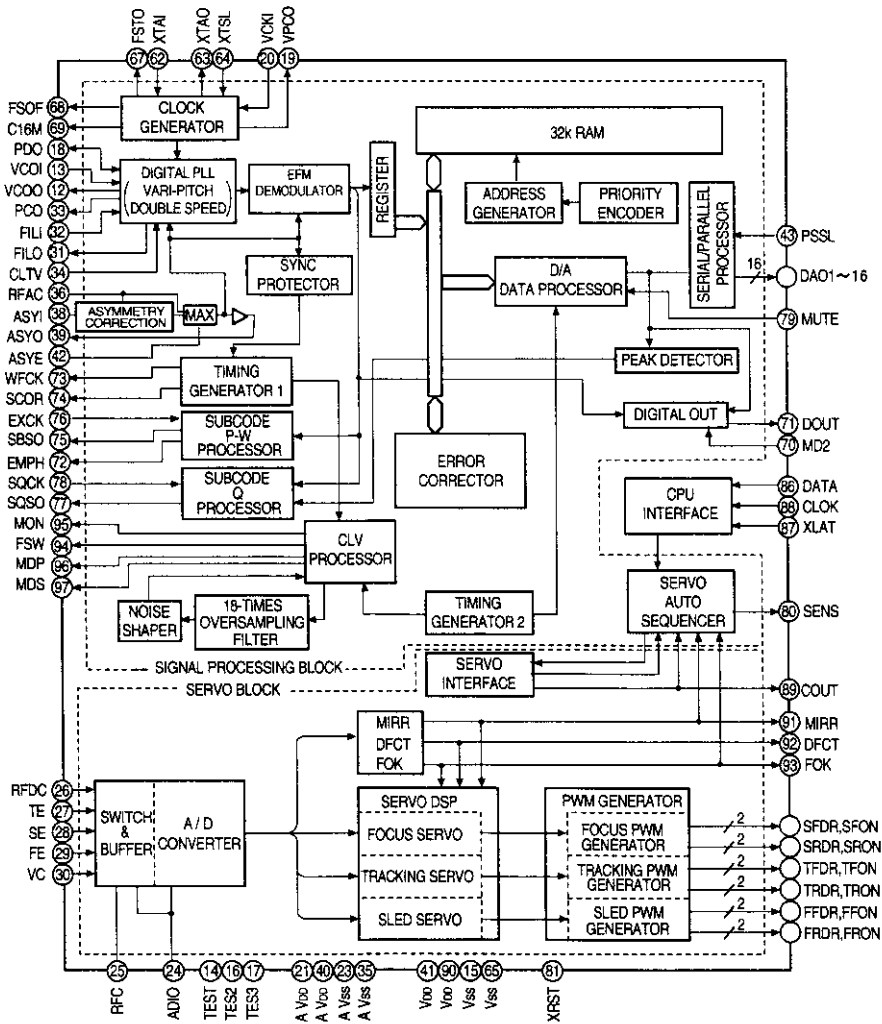 FSTO
XTAI
XTAO
XTSL
VCKI
VPCO
67
62
63
64
20
19
FSOF 68
C16M 69
PDO 18
VCOI 13
VCOO 12
PCO 33
FILI 32
FILO 31
CLTV 34
RFAC 36
ASYI 38
ASYO 39
ASYE 42
WFCK 73
SCOR 74
EXCK 76
SBSO 75
EMPH 72
SQCK 78
SQSO 77
MON 95
FSW 94
MDP 96
MDS 97
CLOCK
GENERATOR
DIGITAL PLL
VARI-PITCH
(DOUBLE SPEED)
EFM
DEMODULATOR
REGISTER
32k RAM
ADDRESS
GENERATOR
PRIORITY
ENCODER
SERIAL/PARALLEL
PROCESSOR
43 PSSL
16
DAO1～16
79 MUTE
SYNC
PROTECTOR
D/A
DATA PROCESSOR
ASYMMETRY
CORRECTION
MAX
PEAK DETECTOR
TIMING
GENERATOR 1
DIGITAL OUT
71 DOUT
70 MD2
SUBCODE
P-W
PROCESSOR
ERROR
CORRECTOR
SUBCODE
Q
PROCESSOR
CPU
INTERFACE
86 DATA
88 CLOK
87 XLAT
CLV
PROCESSOR
NOISE
SHAPER
18-TIMES
OVERSAMPLING
FILTER
TIMING
GENERATOR 2
SERVO
AUTO
SEQUENCER
80 SENS
SIGNAL PROCESSING BLOCK
SERVO BLOCK
SERVO
INTERFACE
89 COUT
MIRR
DFCT
FOK
91 MIRR
92 DFCT
93 FOK
RFDC 26
TE 27
SE 28
FE 29
VC 30
SWITCH
&
BUFFER
A / D
CONVERTER
SERVO DSP
FOCUS SERVO
TRACKING SERVO
SLED SERVO
PWM GENERATOR
FOCUS PWM
GENERATOR
TRACKING PWM
GENERATOR
SLED PWM
GENERATOR
2 SFDR,SFON
2 SRDR,SRON
2 TFDR,TFON
2 TRDR,TRON
2 FFDR,FFON
2 FRDR,FRON
25
24
14
16
17
21
40
23
35
41
90
15
65
81
RFC
ADIO
TEST
TES2
TES3
A VDD
A VDD
A VSS
A VSS
VDD
VDD
VSS
VSS
XRST